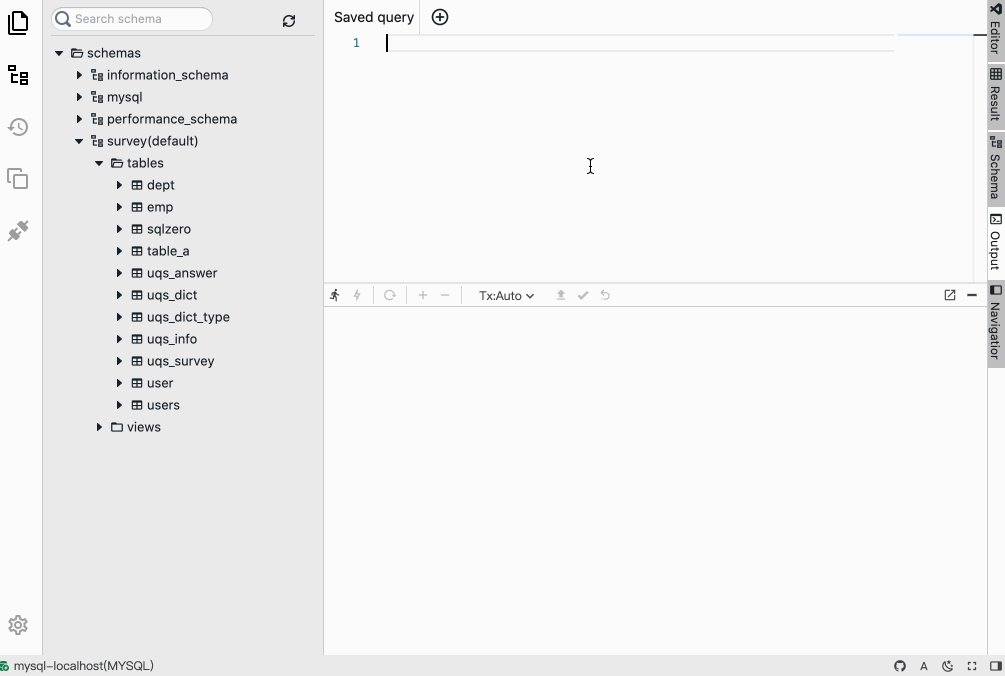 Search schema
schemas
information_schema
mysql
performance_schema
survey(default)
tables
dept
emp
sqlzero
table_a
uqs_answer
uqs_dict
uqs_dict_type
uqs_info
uqs_survey
user
users
views
Saved query
1
Tx:Auto
Editor
Result
Schema
Output
Navigatior
mysql-localhost(MYSQL)
A